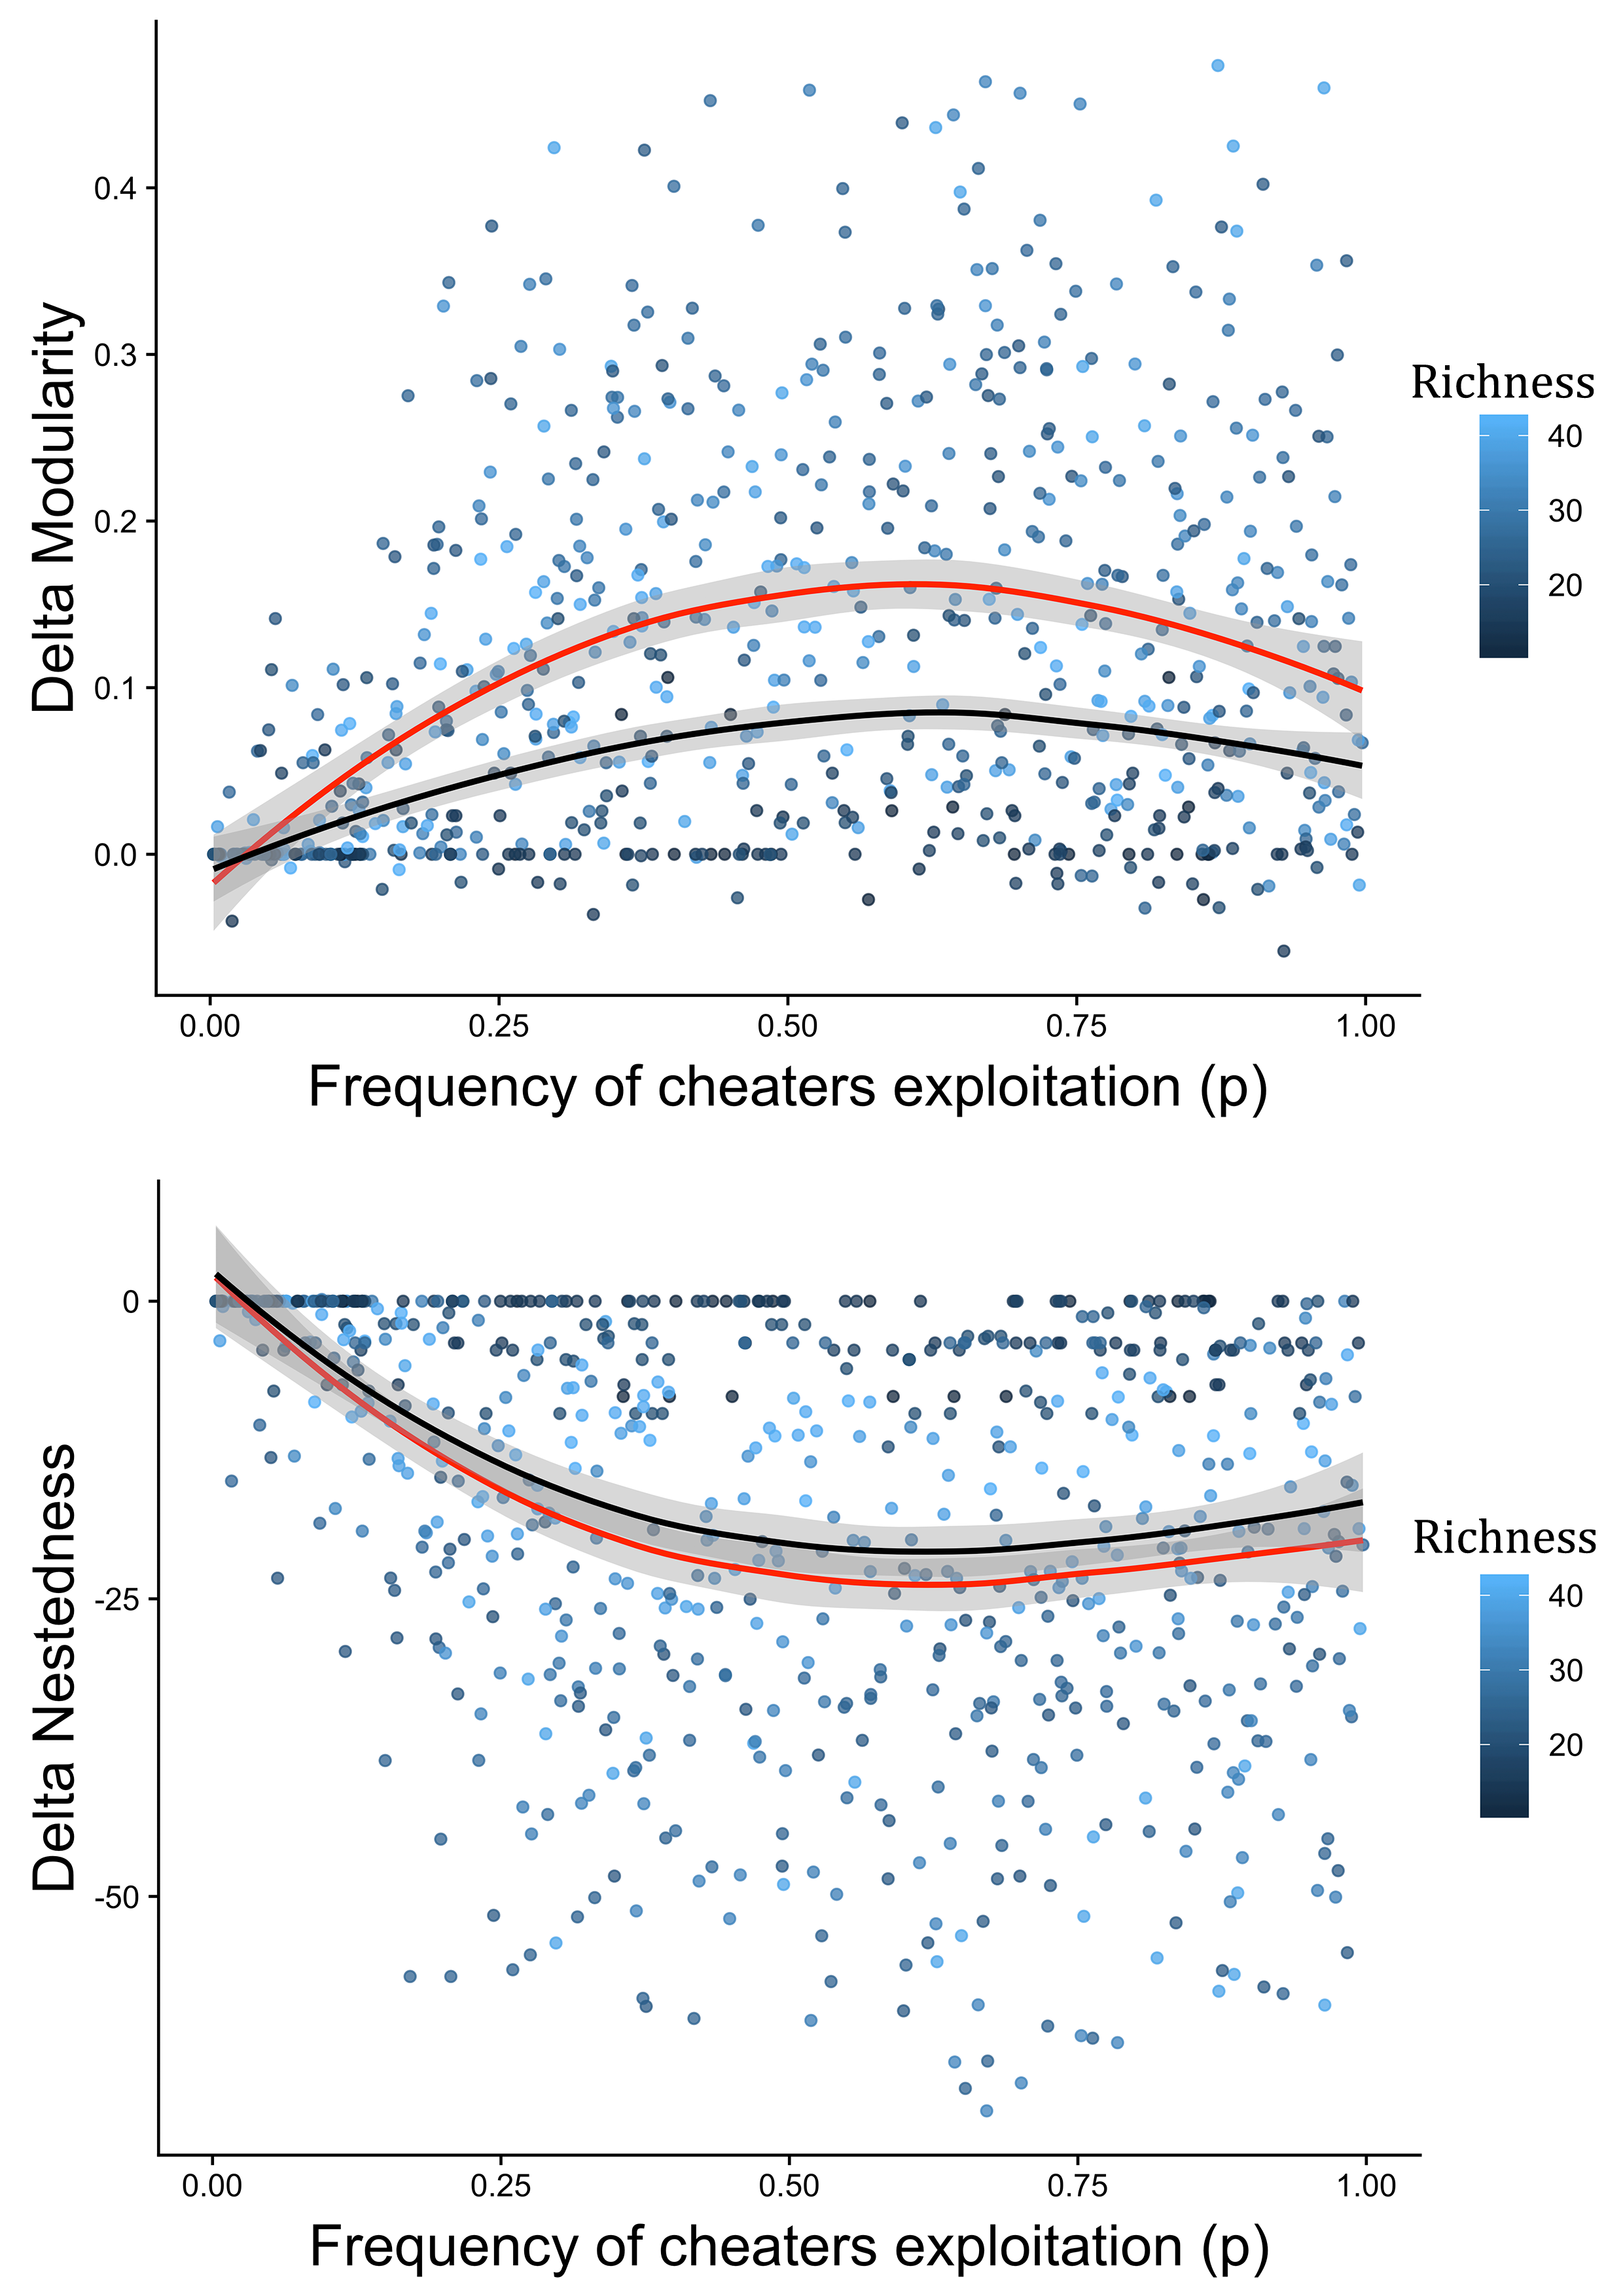 Delta Modularity
0.4
0.3
0.2
0.1
0.0
0.00 0.25 0.50 0.75 1.00
Frequency of cheaters exploitation (p)
Richness
40
30
20
Delta Nestedness
0
-25
-50
0.00 0.25 0.50 0.75 1.00
Frequency of cheaters exploitation (p)
Richness
40
30
20